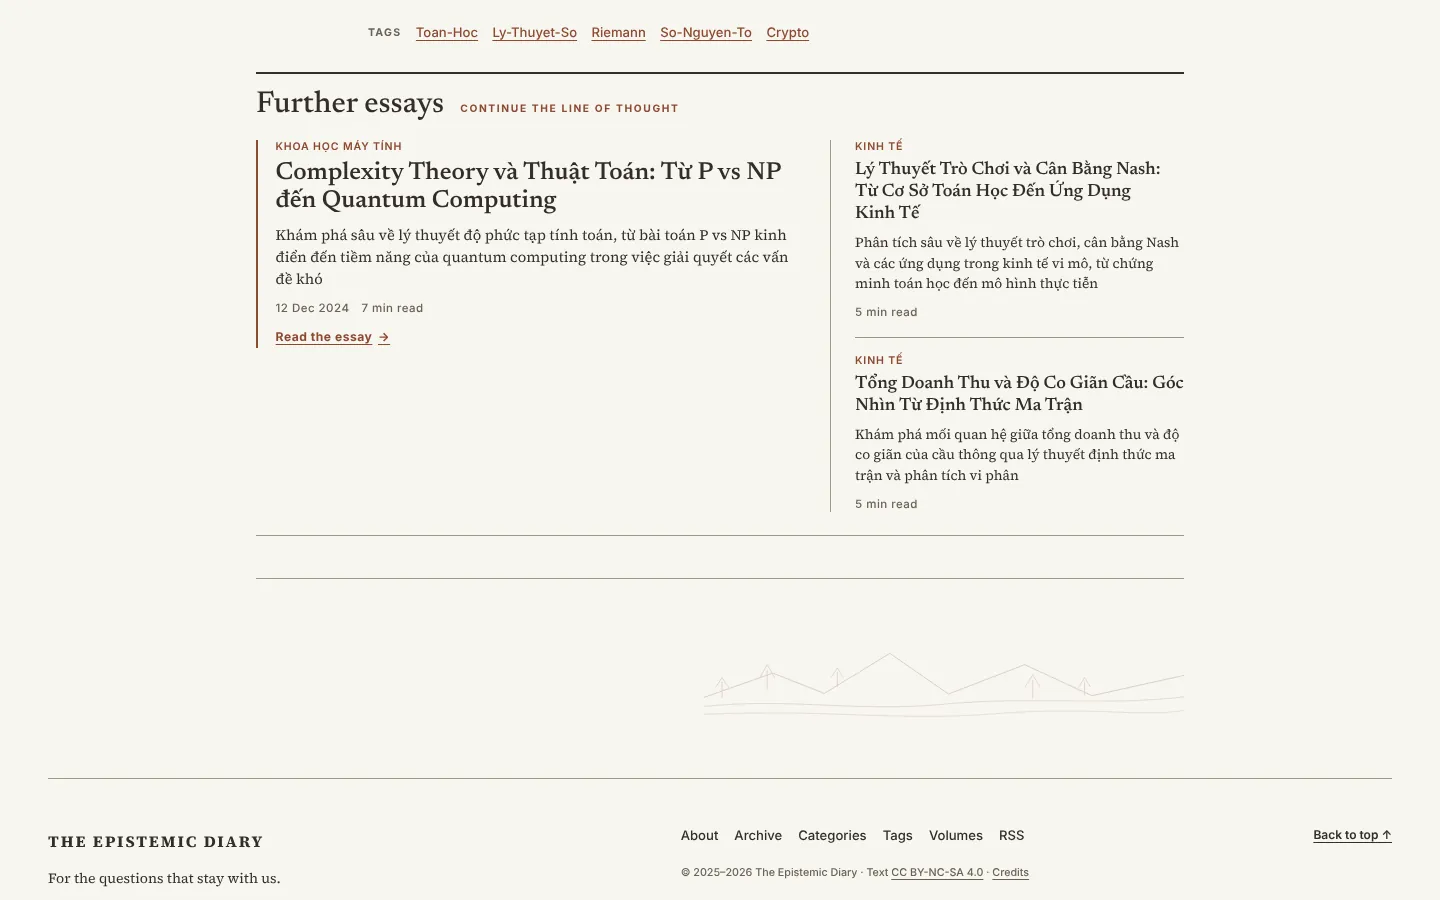 TAGS Toan-Hoc Ly-Thuyet-So Riemann So-Nguyen-To Crypto
Further essays CONTINUE THE LINE OF THOUGHT
KHOA HỌC MÁY TÍNH
Complexity Theory và Thuật Toán: Từ P vs NP
đến Quantum Computing
Khám phá sâu về lý thuyết độ phức tạp tính toán, từ bài toán P vs NP kinh
điển đến tiềm năng của quantum computing trong việc giải quyết các vấn
đề khó
12 Dec 2024 7 min read
Read the essay →
KINH TẾ
Lý Thuyết Trò Chơi và Cân Bằng Nash:
Từ Cơ Sở Toán Học Đến Ứng Dụng
Kinh Tế
Phân tích sâu về lý thuyết trò chơi, cân bằng Nash
và các ứng dụng trong kinh tế vi mô, từ chứng
minh toán học đến mô hình thực tiễn
5 min read
KINH TẾ
Tổng Doanh Thu và Độ Co Giãn Cầu: Góc
Nhìn Từ Định Thức Ma Trận
Khám phá mối quan hệ giữa tổng doanh thu và độ
co giãn của cầu thông qua lý thuyết định thức ma
trận và phân tích vi phân
5 min read
THE EPISTEMIC DIARY
For the questions that stay with us.
About Archive Categories Tags Volumes RSS
© 2025–2026 The Epistemic Diary · Text CC BY-NC-SA 4.0 · Credits
Back to top ↑